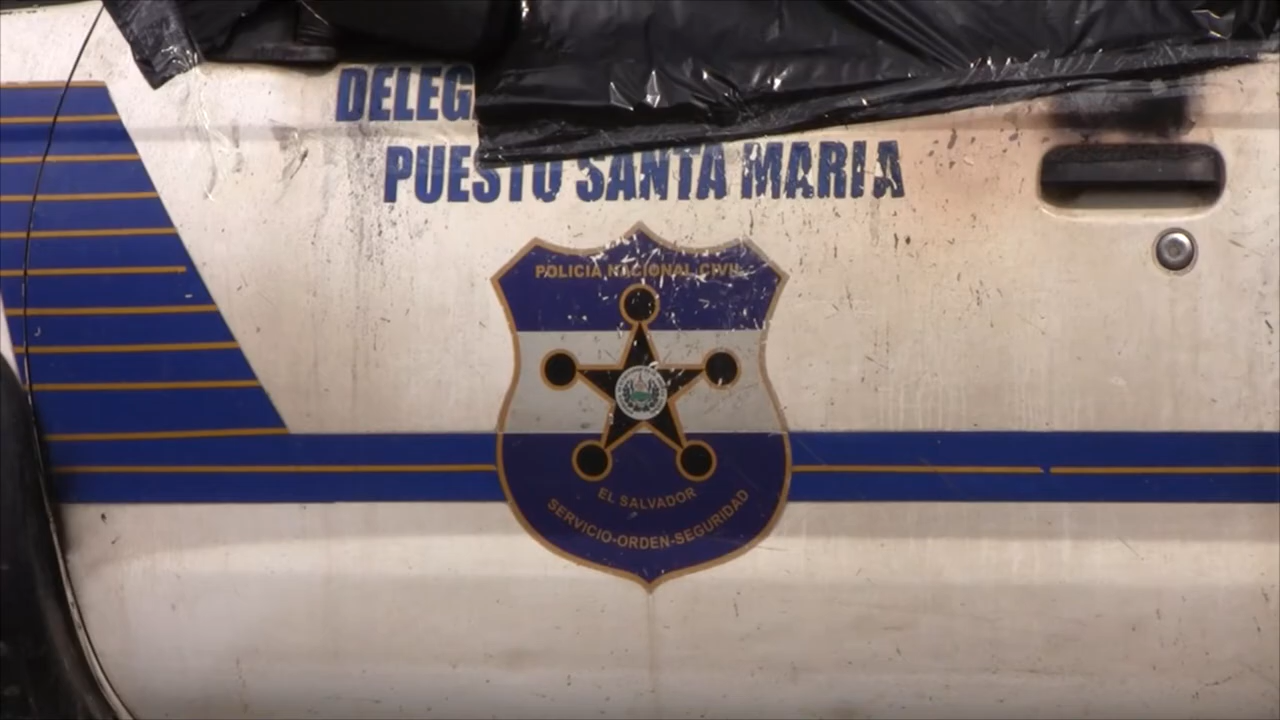 DELEG
PUESTO SANTA MARIA
POLICIA NACIONAL CIVIL
EL SALVADOR
SERVICIO-ORDEN-SEGURIDAD